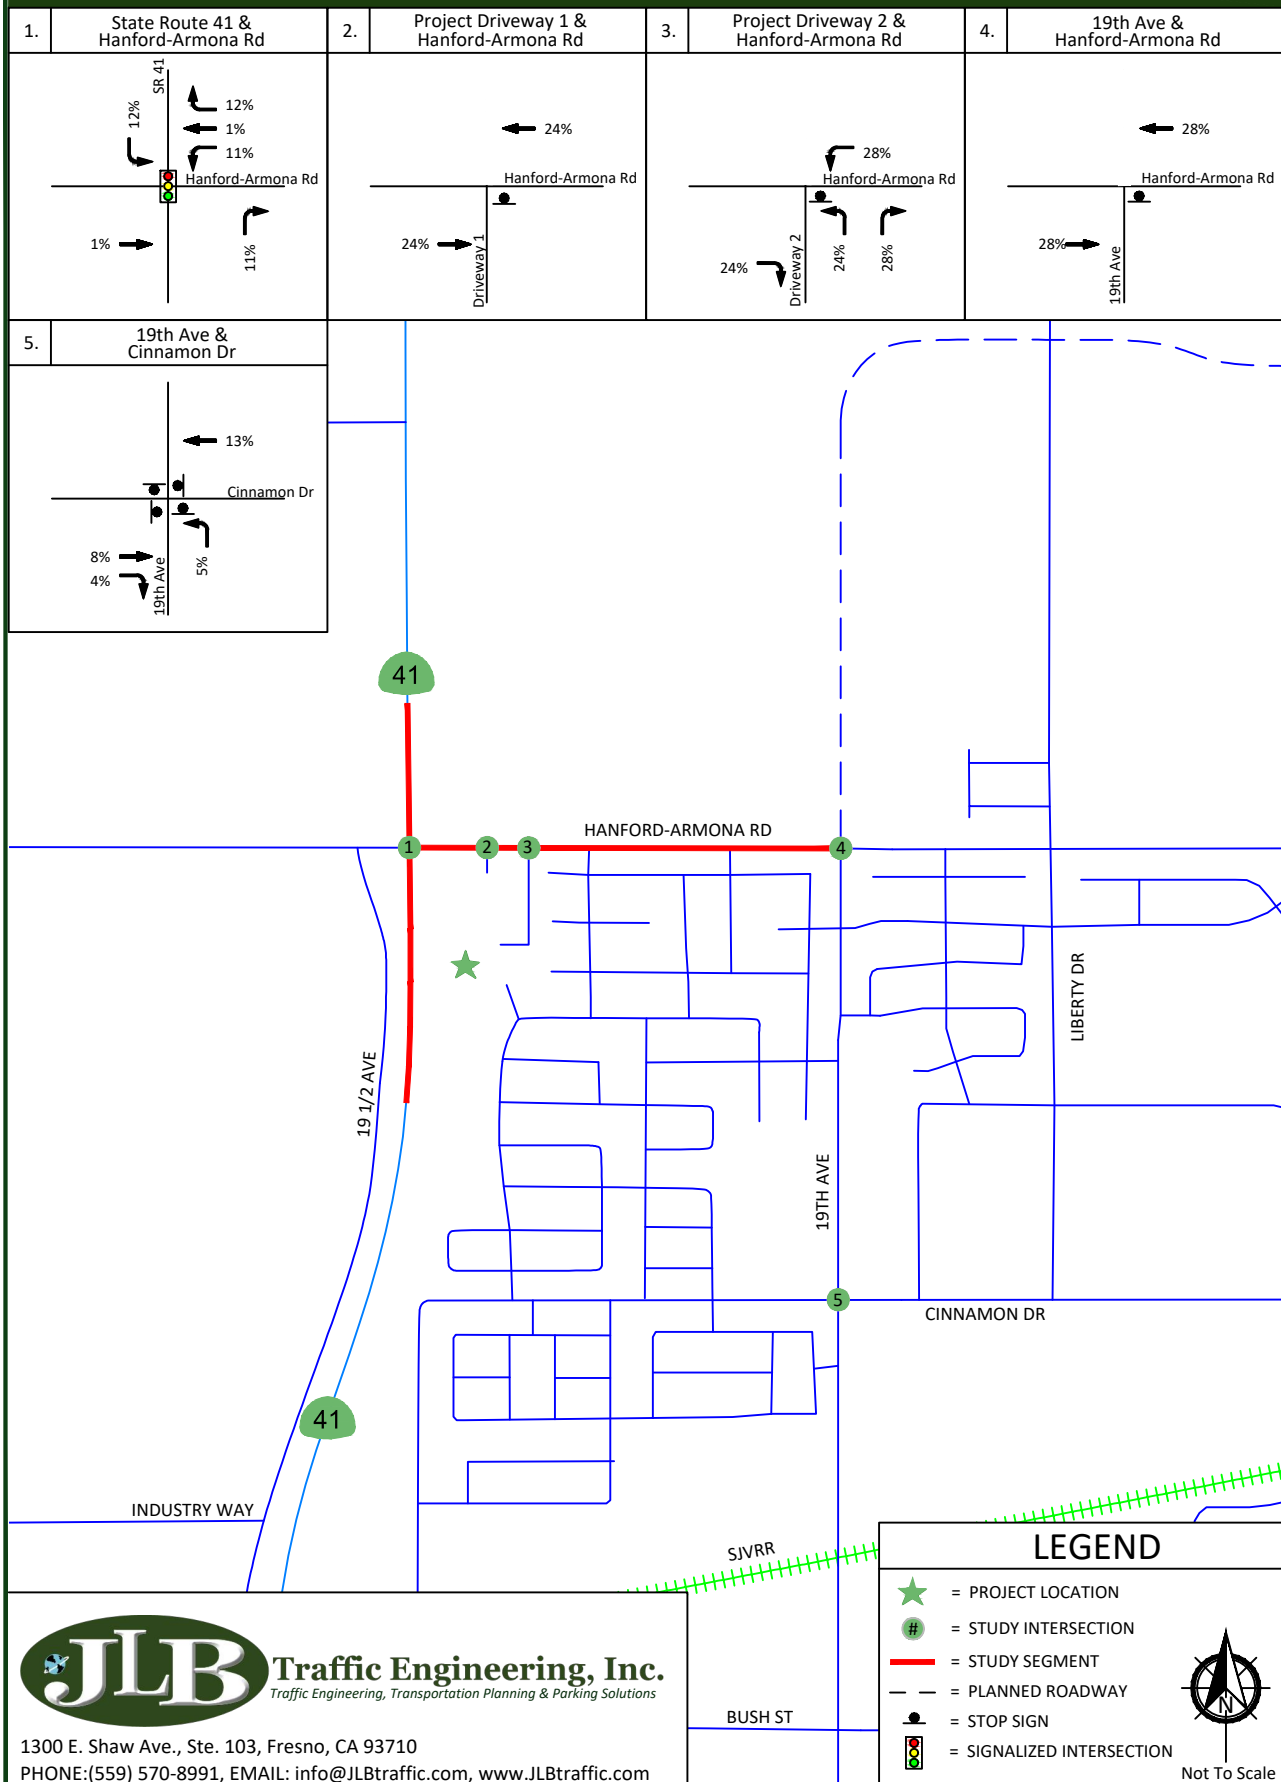 1.
State Route 41 &
Hanford-Armona Rd
2.
Project Driveway 1 &
Hanford-Armona Rd
3.
Project Driveway 2 &
Hanford-Armona Rd
4.
19th Ave &
Hanford-Armona Rd
SR 41
12%
12%
1%
11%
Hanford-Armona Rd
1%
11%
24%
Hanford-Armona Rd
24%
Driveway 1
28%
Hanford-Armona Rd
24%
Driveway 2
24%
28%
28%
Hanford-Armona Rd
28%
19th Ave
5.
19th Ave &
Cinnamon Dr
13%
Cinnamon Dr
8%
4%
19th Ave
5%
41
HANFORD-ARMONA RD
1
2
3
4
LIBERTY DR
19 1/2 AVE
19TH AVE
5
CINNAMON DR
41
INDUSTRY WAY
SJVRR
BUSH ST
LEGEND
= PROJECT LOCATION
# = STUDY INTERSECTION
= STUDY SEGMENT
= PLANNED ROADWAY
= STOP SIGN
= SIGNALIZED INTERSECTION
N
Not To Scale
JLB
Traffic Engineering, Inc.
Traffic Engineering, Transportation Planning & Parking Solutions
1300 E. Shaw Ave., Ste. 103, Fresno, CA 93710
PHONE:(559) 570-8991, EMAIL: info@JLBtraffic.com, www.JLBtraffic.com